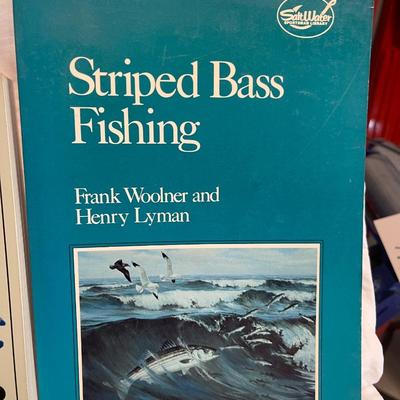 Salt Water
SPORTSMAN LIBRARY
Striped Bass
Fishing
Frank Woolner and
Henry Lyman